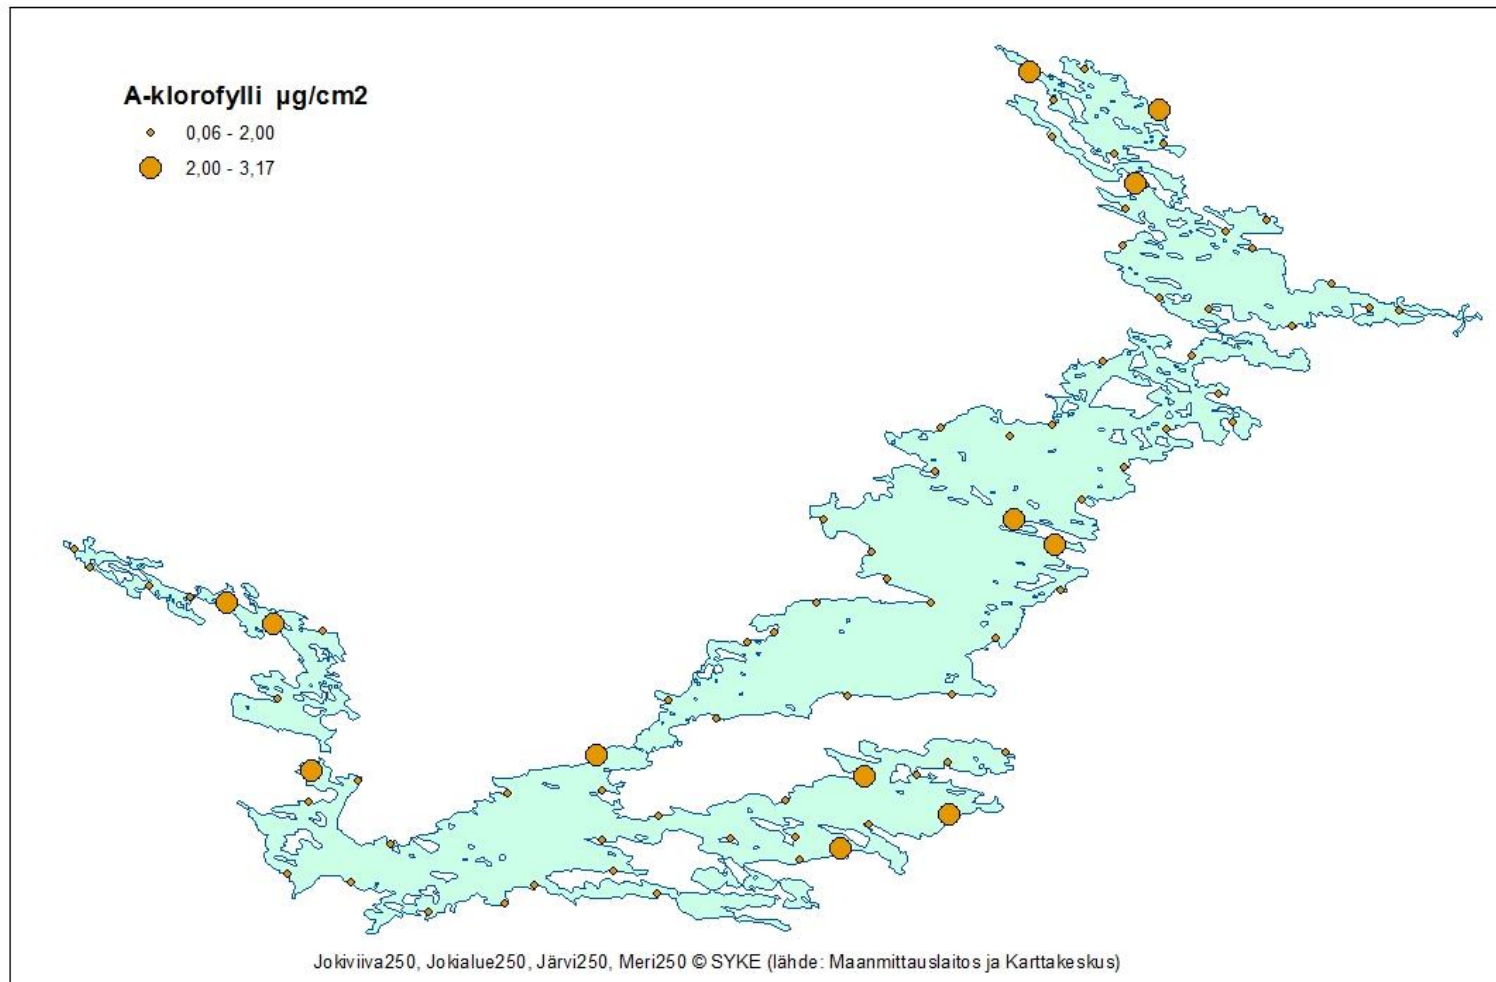 A-klorofylli µg/cm2
0,06 - 2,00
2,00 - 3,17
Jokiviiva250, Jokialue250, Järvi250, Meri250 © SYKE (lähde: Maanmittauslaitos ja Karttakeskus)